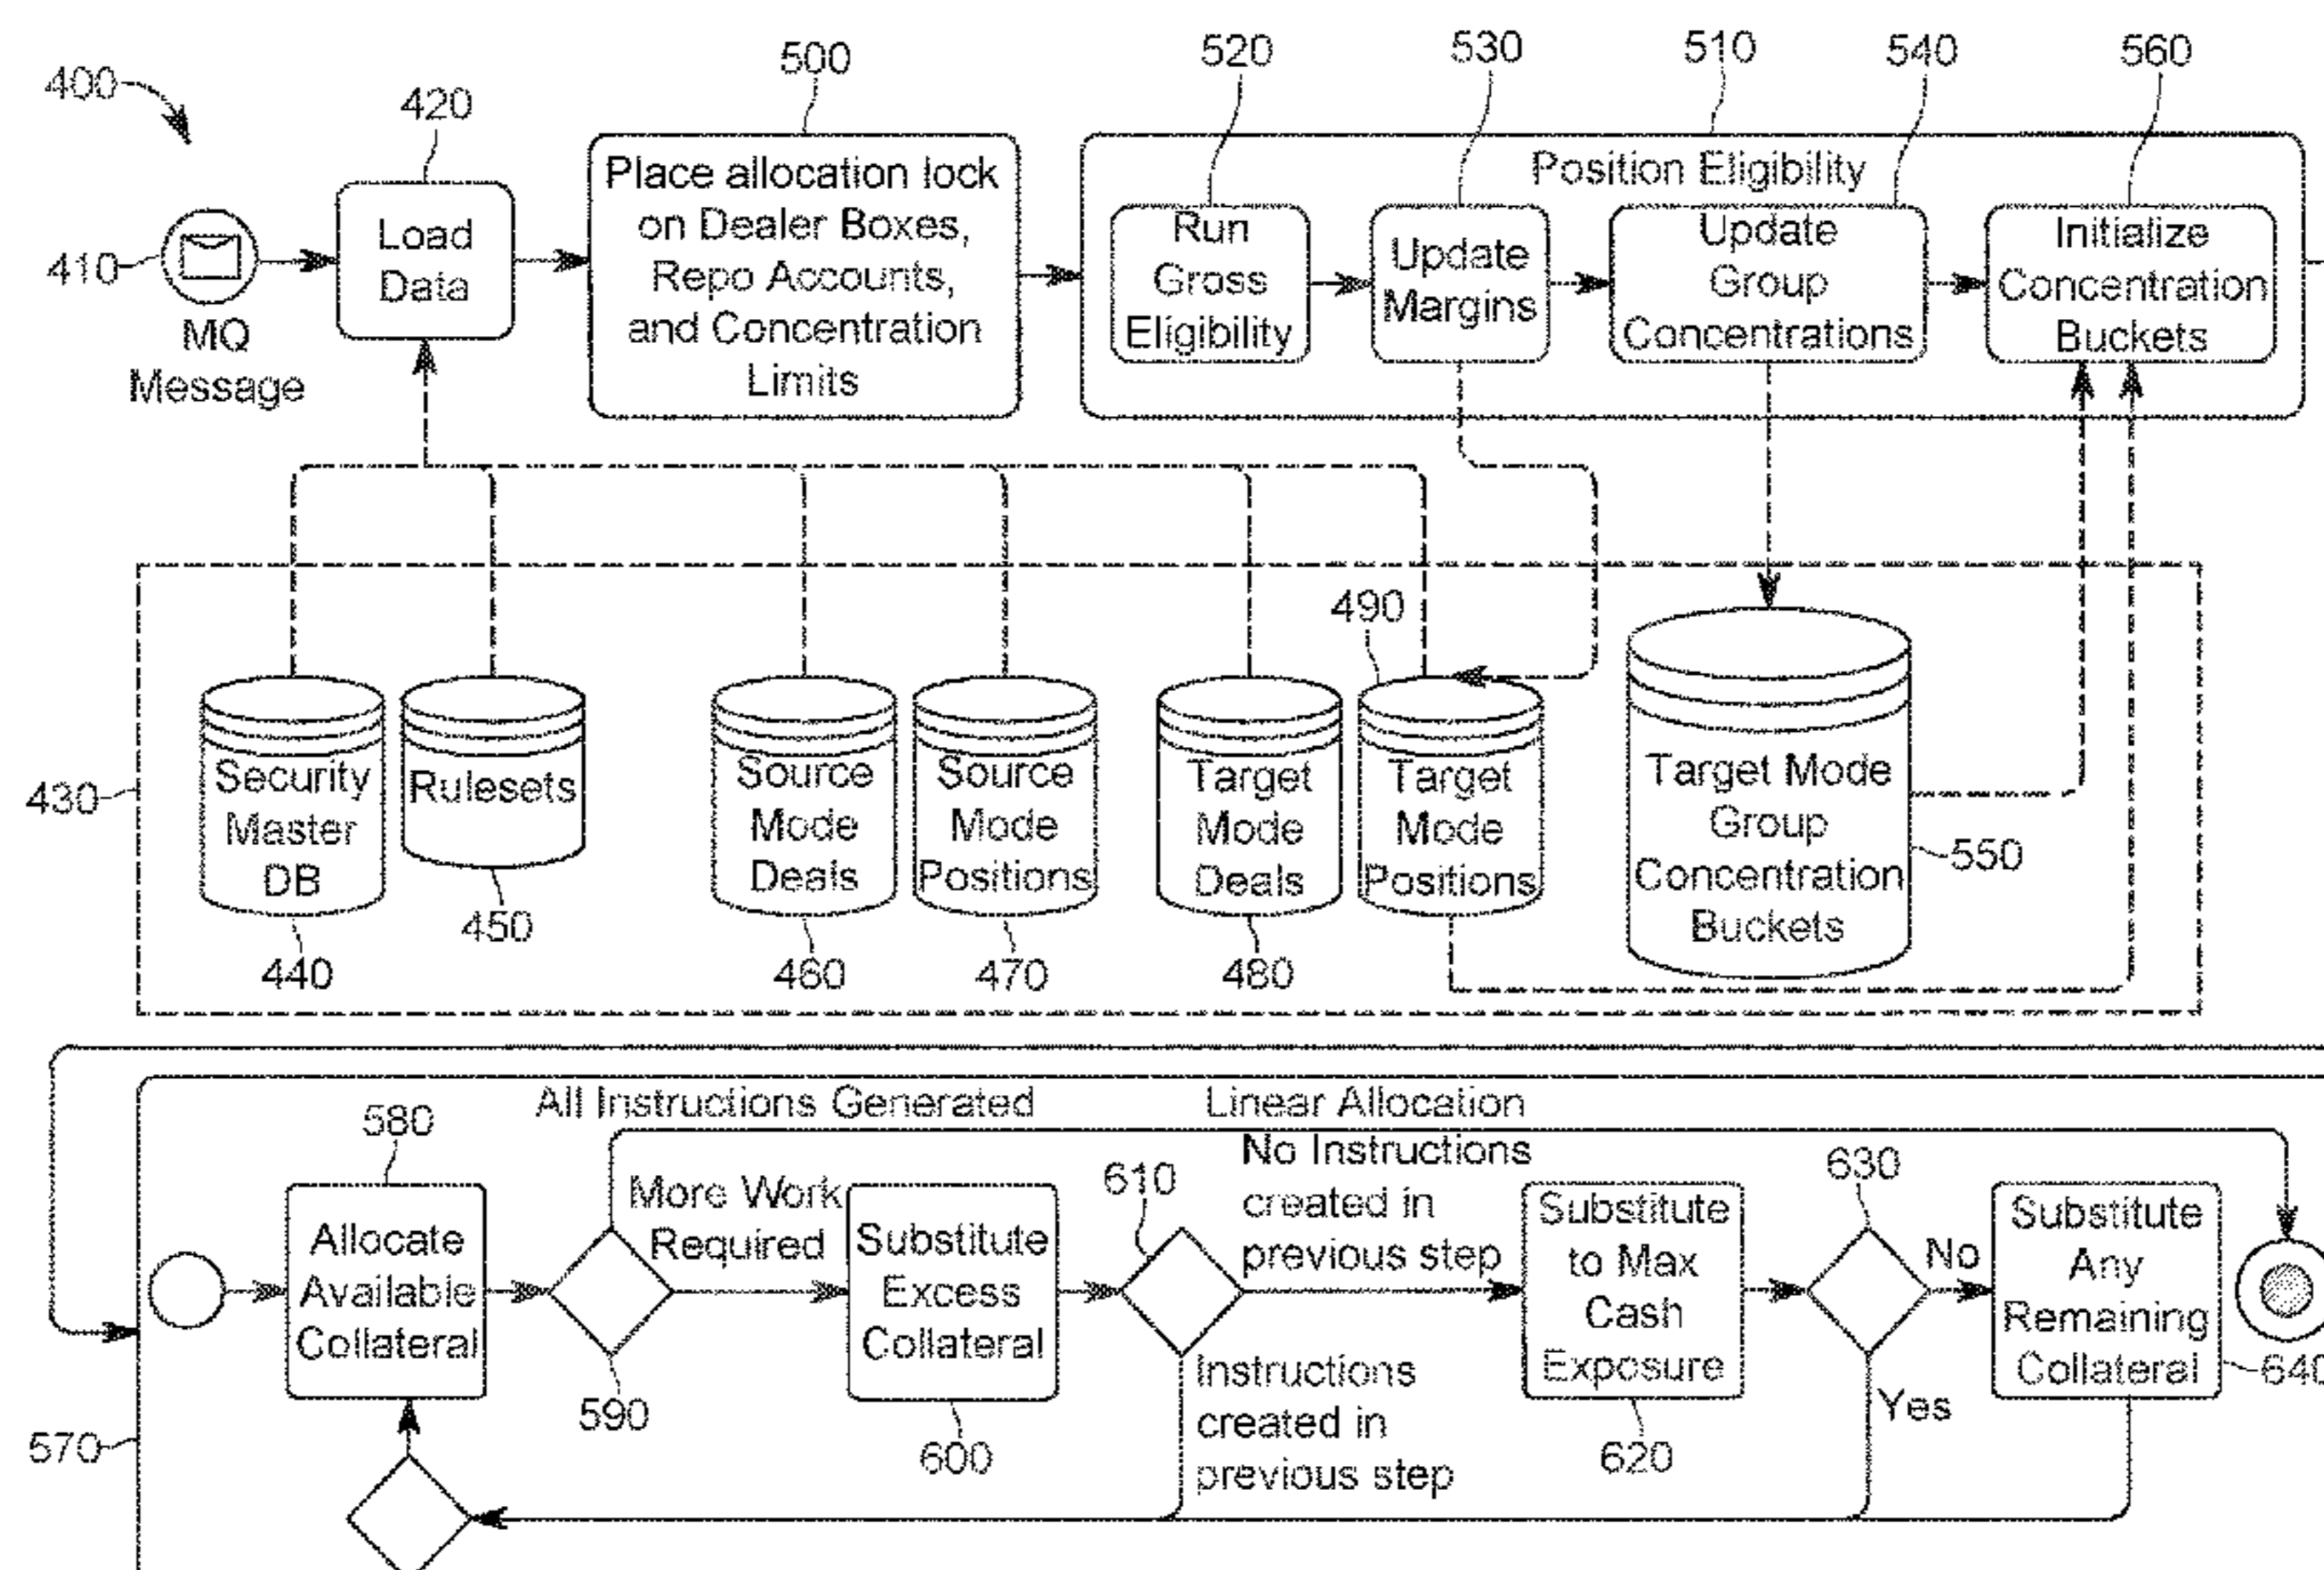 400
500
520
530
510
540
560
420
Place allocation lock
on Dealer Boxes,
Repo Accounts,
and Concentration
Limits
Position Eligibility
Load
Data
Run
Gross
Eligibility
Update
Margins
Update
Group
Concentrations
Initialize
Concentration
Buckets
410
MQ
Message
490
430
Security
Master
DB
Rulesets
Source
Mode
Deals
Source
Mode
Positions
Target
Mode
Deals
Target
Mode
Positions
Target Mode
Group
Concentration
Buckets
550
450
440
460
470
480
All Instructions Generated
Linear Allocation
580
More Work
Required
610
No Instructions
created in
previous step
630
Allocate
Available
Collateral
Substitute
Excess
Collateral
Substitute
to Max
Cash
Exposure
No
Substitute
Any
Remaining
Collateral
640
590
Instructions
created in
previous step
Yes
570
600
620